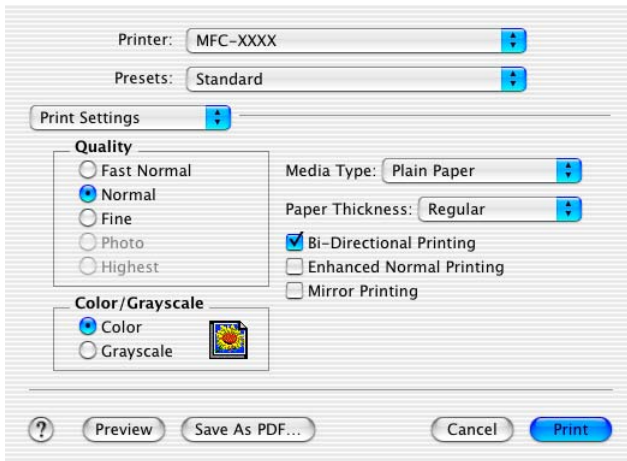 Printer: MFC-XXXX
Presets: Standard
Print Settings
Quality
Fast Normal
Normal
Fine
Photo
Highest
Media Type: Plain Paper
Paper Thickness: Regular
Bi-Directional Printing
Enhanced Normal Printing
Mirror Printing
Color/Grayscale
Color
Grayscale
? Preview Save As PDF... Cancel Print